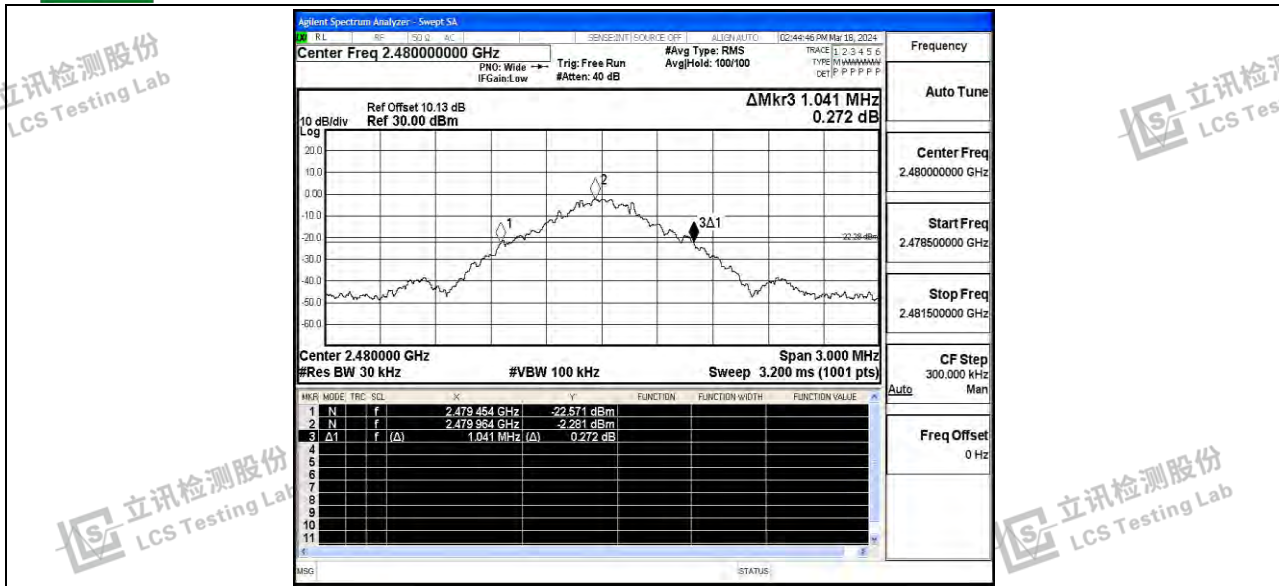 Agilent Spectrum Analyzer - Swept SA
RL RF 50 Ω AC SENSE:INT SOURCE OFF ALIGN AUTO 02:44:46 PM Mar 18, 2024
Center Freq 2.480000000 GHz
#Avg Type: RMS
TRACE 1 2 3 4 5 6
PNO: Wide Trig: Free Run Avg|Hold: 100/100
TYPE M WWWWW
IFGain:Low #Atten: 40 dB
DET P P P P P P
Ref Offset 10.13 dB
ΔMkr3 1.041 MHz
10 dB/div Ref 30.00 dBm
0.272 dB
Log
20.0
10.0
0.00
-10.0
-20.0
-30.0
-40.0
-50.0
-60.0
1
2
3Δ1
-22.28 dBm
Center 2.480000 GHz
Span 3.000 MHz
#Res BW 30 kHz #VBW 100 kHz Sweep 3.200 ms (1001 pts)
MKR MODE TRC SCL X Y FUNCTION FUNCTION WIDTH FUNCTION VALUE
1 N f 2.479 454 GHz -22.571 dBm
2 N f 2.479 964 GHz -2.281 dBm
3 Δ1 f (Δ) 1.041 MHz (Δ) 0.272 dB
4
5
6
7
8
9
10
11
MSG
STATUS
Frequency
Auto Tune
Center Freq
2.480000000 GHz
Start Freq
2.478500000 GHz
Stop Freq
2.481500000 GHz
CF Step
300.000 kHz
Auto Man
Freq Offset
0 Hz
立讯检测股份
LCS Testing Lab
立讯检测
LCS Tes
立讯检测股份
LCS Testing Lab
立讯检测股份
LCS Testing Lab